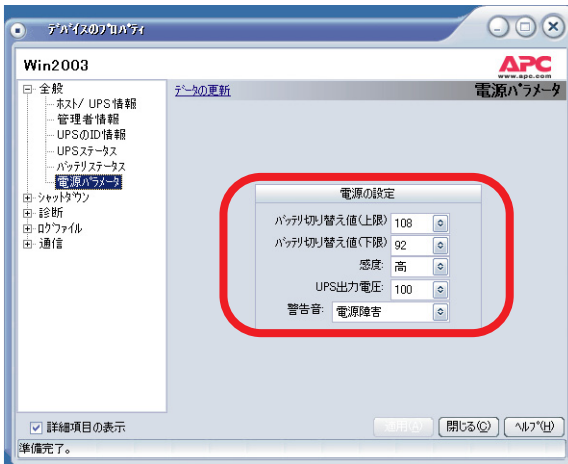 デバイスのプロパティ
Win2003
APC
www.apc.com
全般
ホスト/ UPS情報
管理者情報
UPSのID情報
UPSステータス
バッテリステータス
電源パラメータ
シャットダウン
診断
ログファイル
通信
データの更新
電源パラメータ
電源の設定
バッテリ切り替え値(上限) 108
バッテリ切り替え値(下限) 92
感度: 高
UPS出力電圧: 100
警告音: 電源障害
詳細項目の表示
適用(A) 閉じる(C) ヘルプ(H)
準備完了。